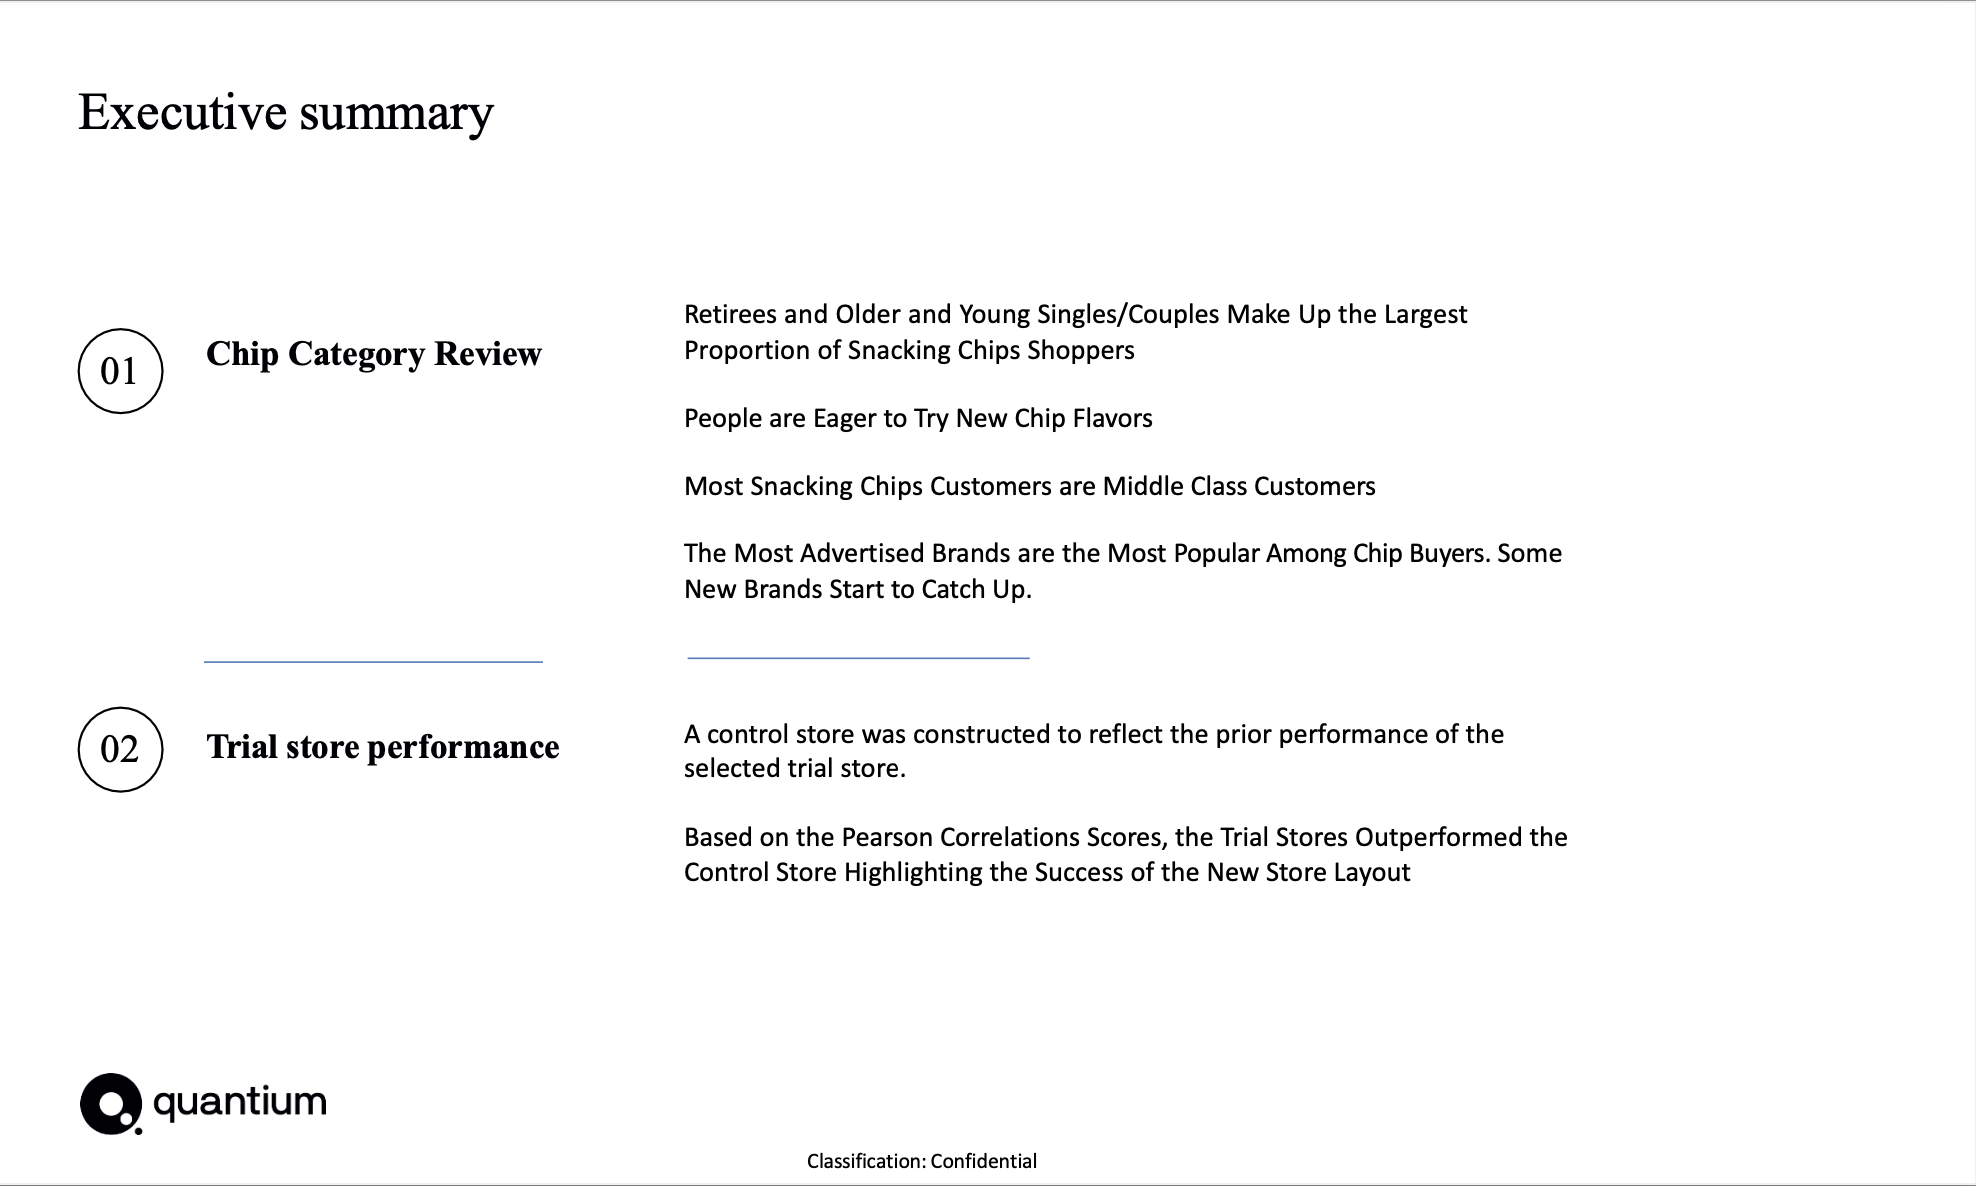 Executive summary
01
Chip Category Review
Retirees and Older and Young Singles/Couples Make Up the Largest
Proportion of Snacking Chips Shoppers
People are Eager to Try New Chip Flavors
Most Snacking Chips Customers are Middle Class Customers
The Most Advertised Brands are the Most Popular Among Chip Buyers. Some
New Brands Start to Catch Up.
02
Trial store performance
A control store was constructed to reflect the prior performance of the
selected trial store.
Based on the Pearson Correlations Scores, the Trial Stores Outperformed the
Control Store Highlighting the Success of the New Store Layout
quantium
Classification: Confidential